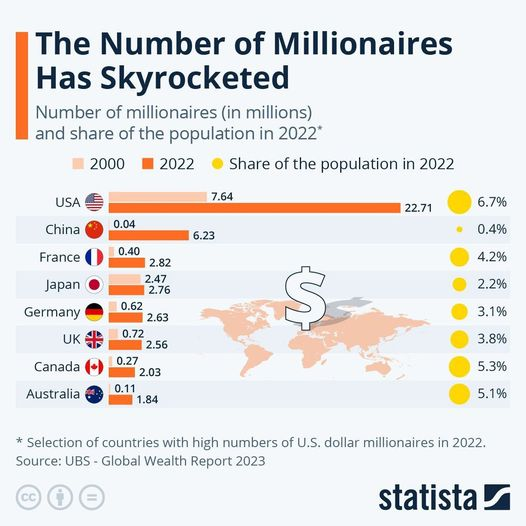 The Number of Millionaires
Has Skyrocketed
Number of millionaires (in millions)
and share of the population in 2022*
2000 2022 Share of the population in 2022
USA 7.64 22.71 6.7%
China 0.04 6.23 0.4%
France 0.40 2.82 4.2%
Japan 2.47 2.76 2.2%
Germany 0.62 2.63 3.1%
UK 0.72 2.56 3.8%
Canada 0.27 2.03 5.3%
Australia 0.11 1.84 5.1%
$
* Selection of countries with high numbers of U.S. dollar millionaires in 2022.
Source: UBS - Global Wealth Report 2023
cc
statista